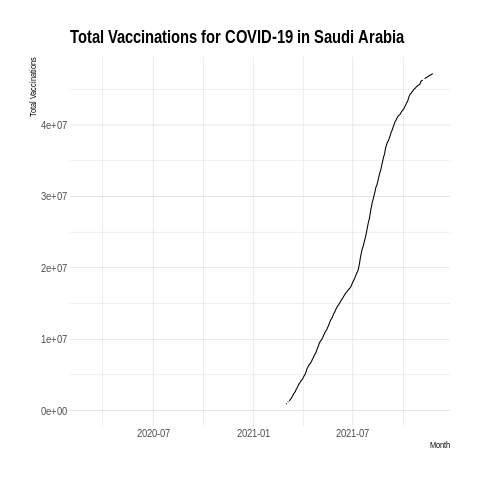 Total Vaccinations for COVID-19 in Saudi Arabia
Total Vaccinations
4e+07
3e+07
2e+07
1e+07
0e+00
2020-07 2021-01 2021-07
Month